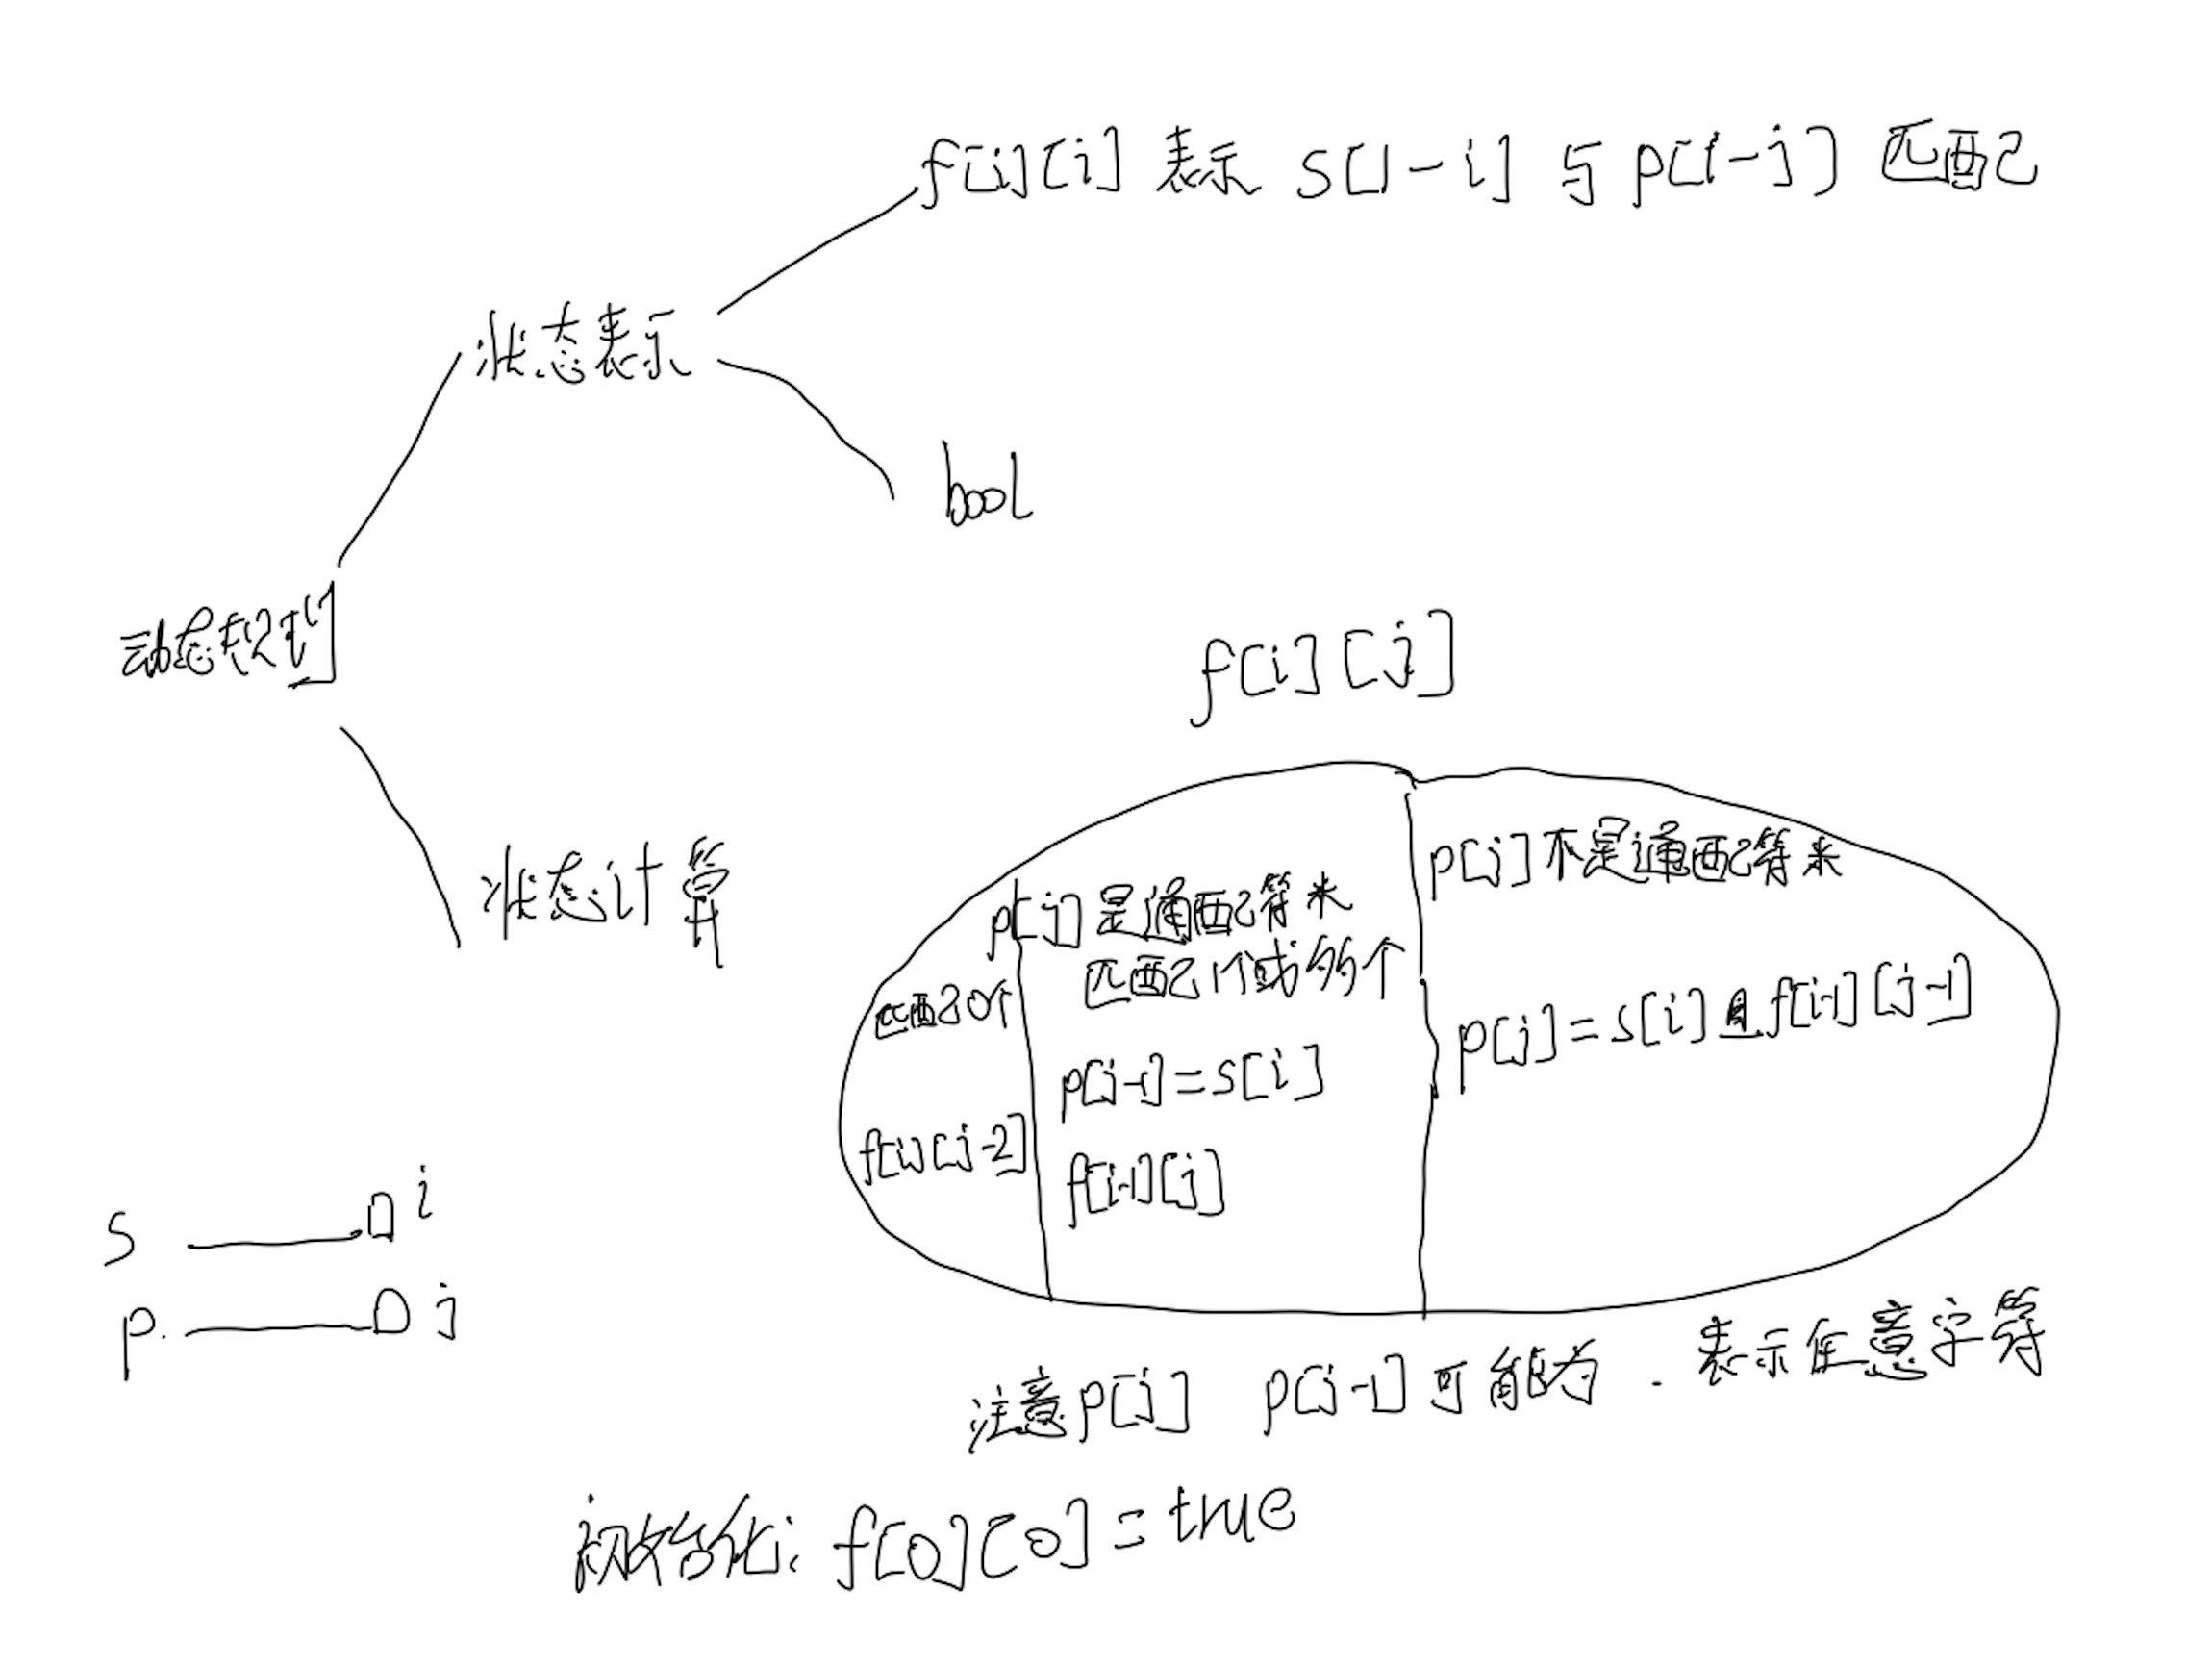 f[i][i] 表示 s[1-i] 与 p[1-j] 匹配
状态表示
bool
动态规划
f[i][j]
状态计算
p[j]不是通配符*
p[j]是通配符*
匹配1个或多个
匹配0个
p[j]=s[i]且f[i-1][j-1]
p[j-1]=s[i]
f[i][j-2]
f[i-1][j]
s i
p. j
注意p[j] p[j-1]可能为 . 表示任意字符
初始化: f[0][0]=true